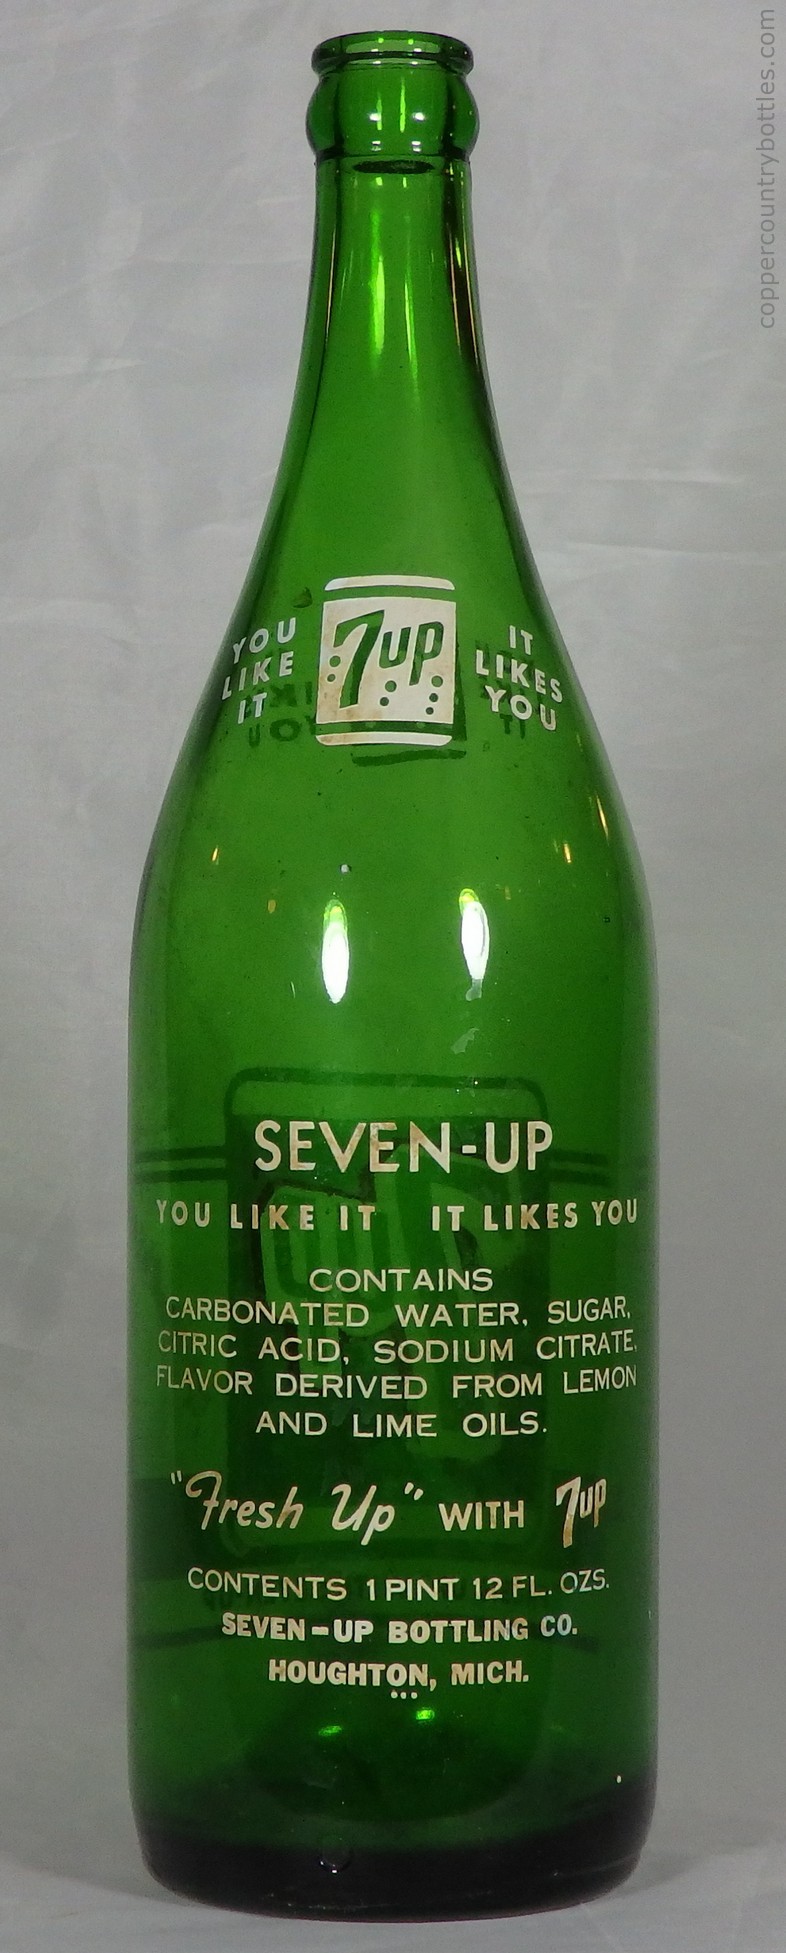 coppercountrybottles.com
YOU
LIKE
IT
7up
IT
LIKES
YOU
SEVEN-UP
YOU LIKE IT IT LIKES YOU
CONTAINS
CARBONATED WATER, SUGAR,
CITRIC ACID, SODIUM CITRATE,
FLAVOR DERIVED FROM LEMON
AND LIME OILS.
"Fresh Up" WITH 7up
CONTENTS 1 PINT 12 FL. OZS.
SEVEN-UP BOTTLING CO.
HOUGHTON, MICH.